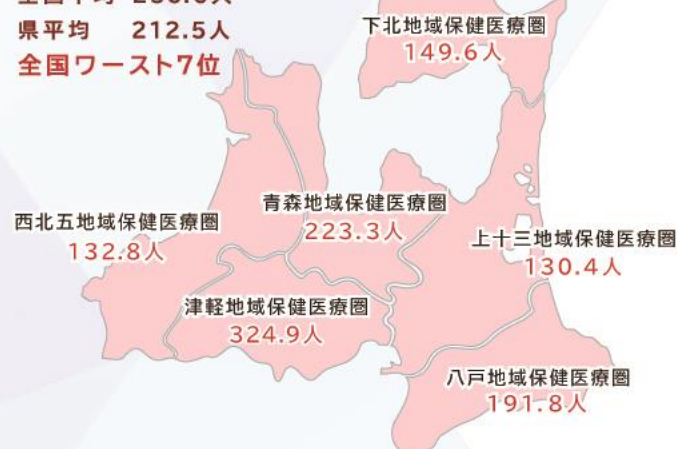 県平均 212.5人
全国ワースト7位
下北地域保健医療圏
149.6人
青森地域保健医療圏
223.3人
西北五地域保健医療圏
132.8人
上十三地域保健医療圏
130.4人
津軽地域保健医療圏
324.9人
八戸地域保健医療圏
191.8人